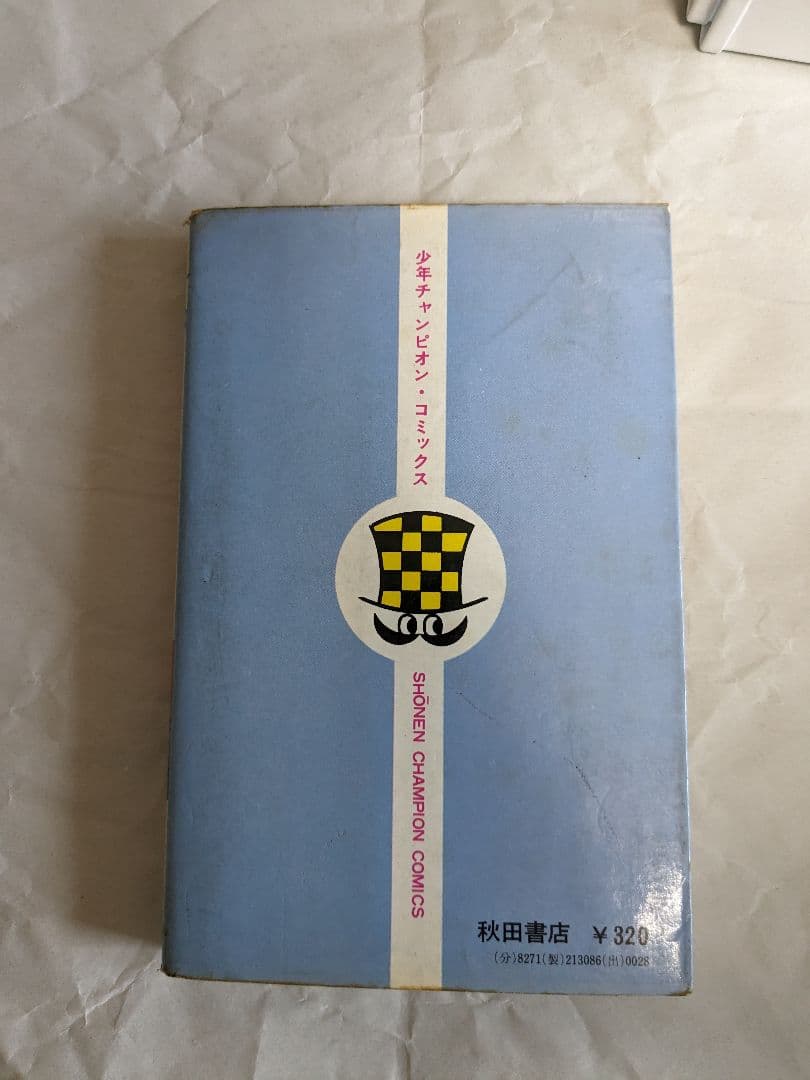 少年チャンピオン・コミックス
SHŌNEN CHAMPION COMICS
秋田書店 ¥320
(分)8271(製)213086(出)0028